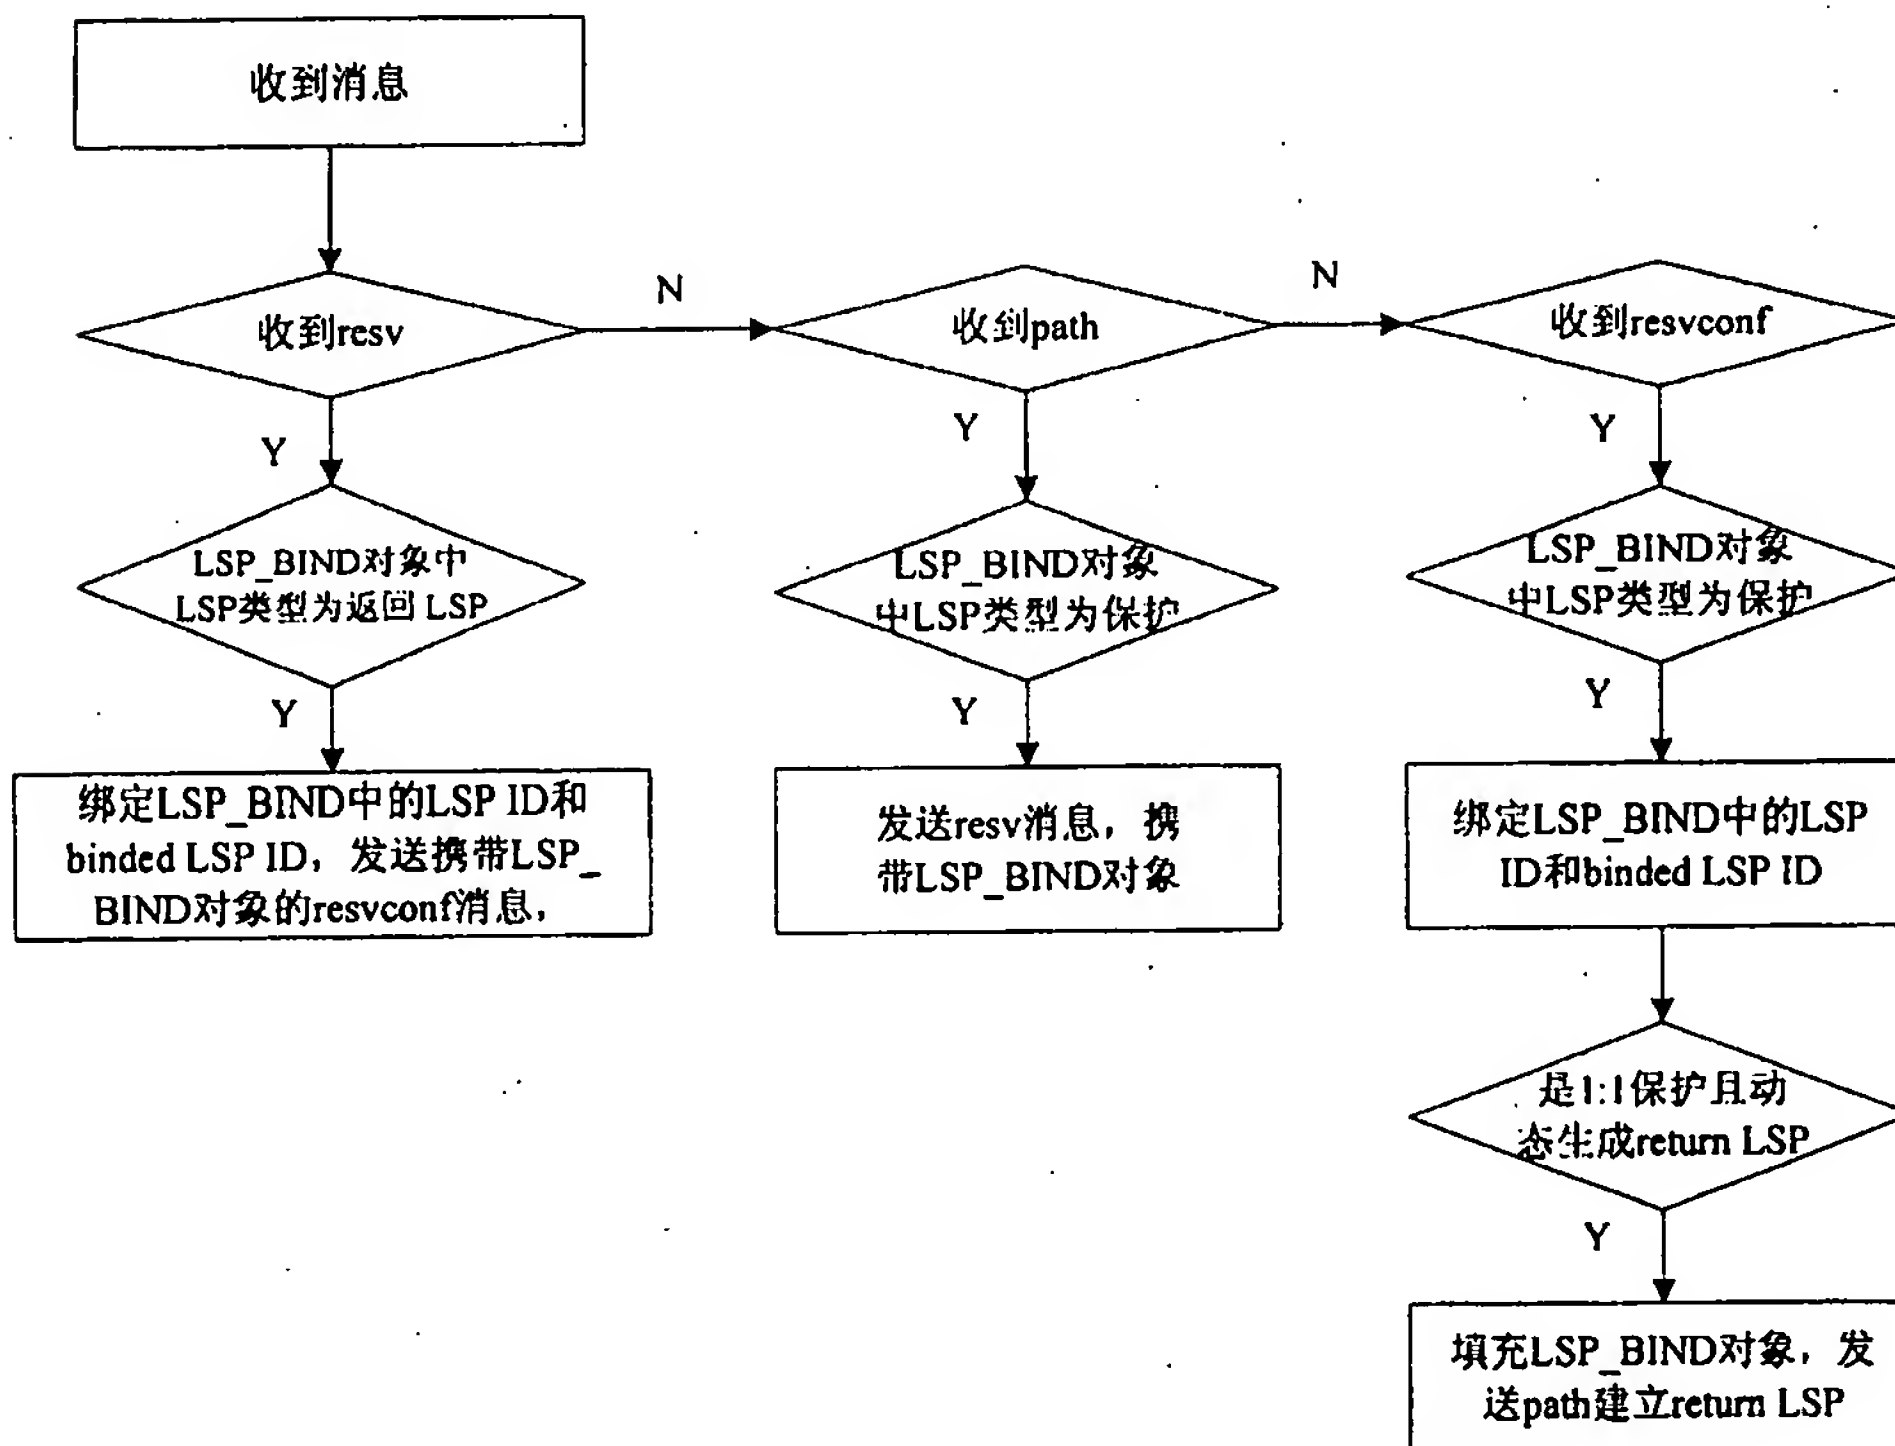 收到消息
收到resv
N
收到path
N
收到resvconf
Y
Y
Y
LSP_BIND对象中
LSP类型为返回 LSP
LSP_BIND对象
中LSP类型为保护
LSP_BIND对象
中LSP类型为保护
Y
Y
Y
绑定LSP_BIND中的LSP ID和
binded LSP ID，发送携带LSP_
BIND对象的resvconf消息，
发送resv消息，携
带LSP_BIND对象
绑定LSP_BIND中的LSP
ID和binded LSP ID
是1:1保护且动
态生成return LSP
Y
填充LSP_BIND对象，发
送path建立return LSP